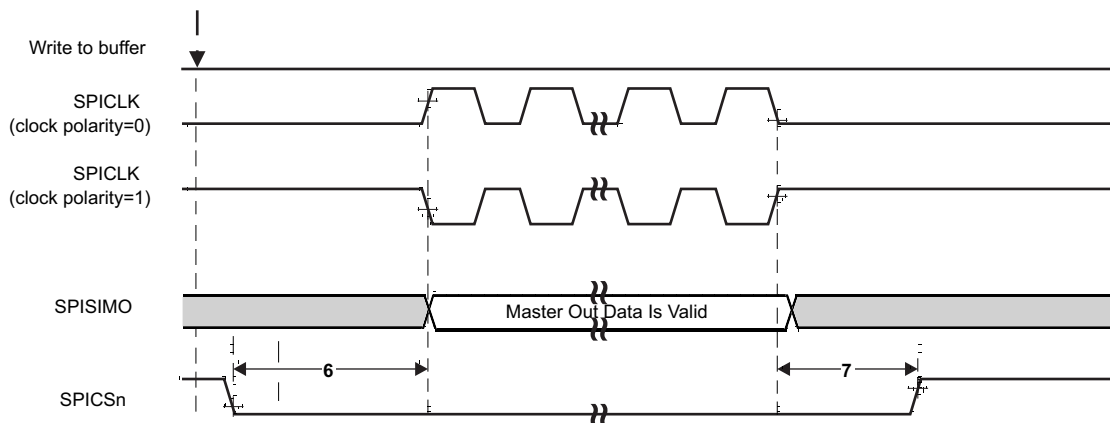 Write to buffer
SPICLK
(clock polarity=0)
SPICLK
(clock polarity=1)
SPISIMO
Master Out Data Is Valid
6
7
SPICSn